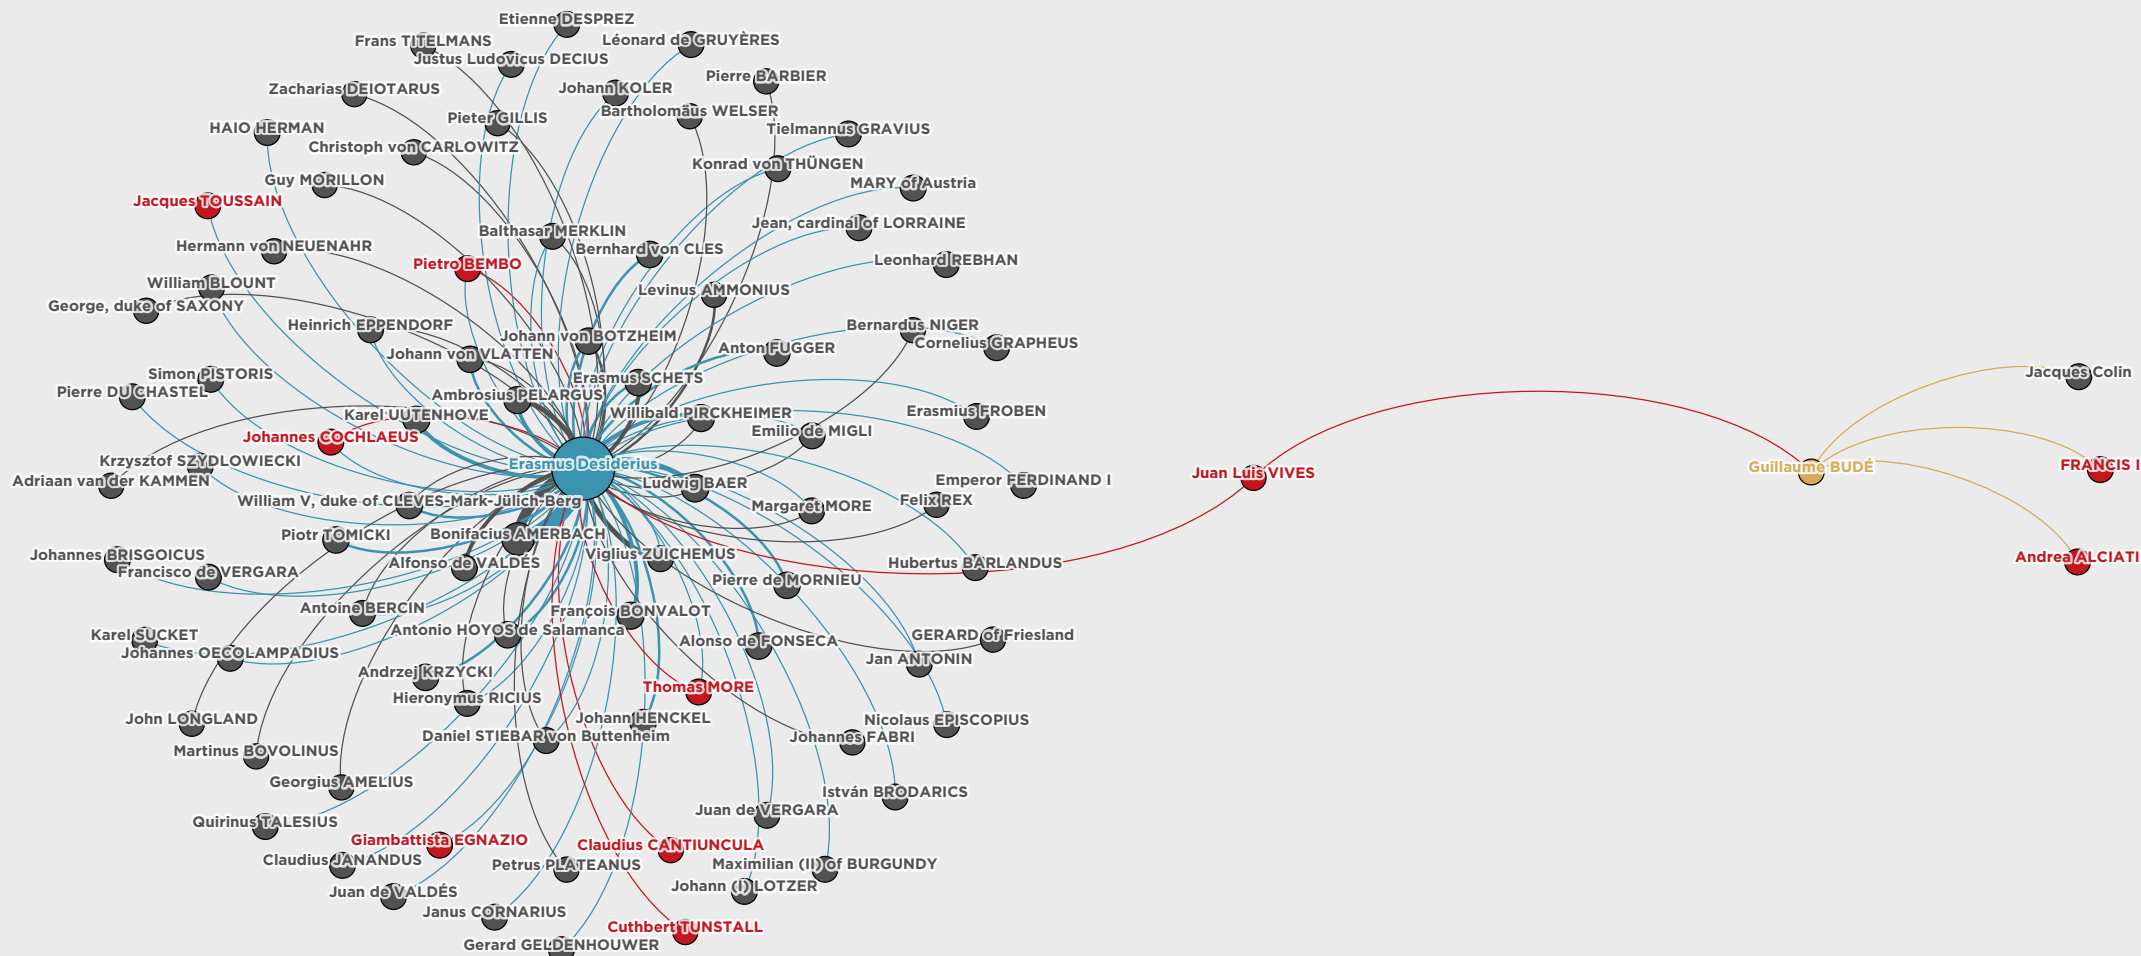 Etienne DESPREZ
Frans TITELMANS
Léonard de GRUYÈRES
Justus Ludovicus DECIUS
Pierre BARBIER
Zacharias DEIOTARUS
Johann KOLER
Bartholomäus WELSER
Pieter GILLIS
HAIO HERMAN
Tielmannus GRAVIUS
Christoph von CARLOWITZ
Konrad von THÜNGEN
Guy MORILLON
MARY of Austria
Jacques TOUSSAIN
Jean, cardinal of LORRAINE
Balthasar MERKLIN
Hermann von NEUENAHR
Bernhard von CLES
Leonhard REBHAN
Pietro BEMBO
William BLOUNT
Levinus AMMONIUS
George, duke of SAXONY
Heinrich EPPENDORF
Bernardus NIGER
Johann von BOTZHEIM
Cornelius GRAPHEUS
Anton FUGGER
Johann von VLATTEN
Jacques Colin
Simon PISTORIS
Erasmus SCHETS
Pierre DU CHASTEL
Ambrosius PELARGUS
Erasmius FROBEN
Karel UUTENHOVE
Willibald PIRCKHEIMER
Emilio de MIGLI
Johannes COCHLAEUS
Krzysztof SZYDLOWIECKI
Erasmus Desiderius
FRANCIS I
Guillaume BUDÉ
Juan Luis VIVES
Adriaan van der KAMMEN
Emperor FERDINAND I
Ludwig BAER
William V, duke of CLEVES-Mark-Jülich-Berg
Felix REX
Margaret MORE
Piotr TOMICKI
Bonifacius AMERBACH
Johannes BRISGOICUS
Viglius ZUICHEMUS
Andrea ALCIATI
Alfonso de VALDÉS
Hubertus BARLANDUS
Francisco de VERGARA
Pierre de MORNIEU
Antoine BERCIN
François BONVALOT
Antonio HOYOS de Salamanca
Karel SUCKET
GERARD of Friesland
Alonso de FONSECA
Johannes OECOLAMPADIUS
Jan ANTONIN
Andrzej KRZYCKI
Thomas MORE
Hieronymus RICIUS
John LONGLAND
Johann HENCKEL
Nicolaus EPISCOPIUS
Daniel STIEBAR von Buttenheim
Johannes FABRI
Martinus BOVOLINUS
Georgius AMELIUS
István BRODARICS
Juan de VERGARA
Quirinus TALESIUS
Giambattista EGNAZIO
Claudius CANTIUNCULA
Claudius JANANDUS
Petrus PLATEANUS
Maximilian (II) of BURGUNDY
Johann (I) LOTZER
Juan de VALDÉS
Janus CORNARIUS
Cuthbert TUNSTALL
Gerard GELDENHOUWER